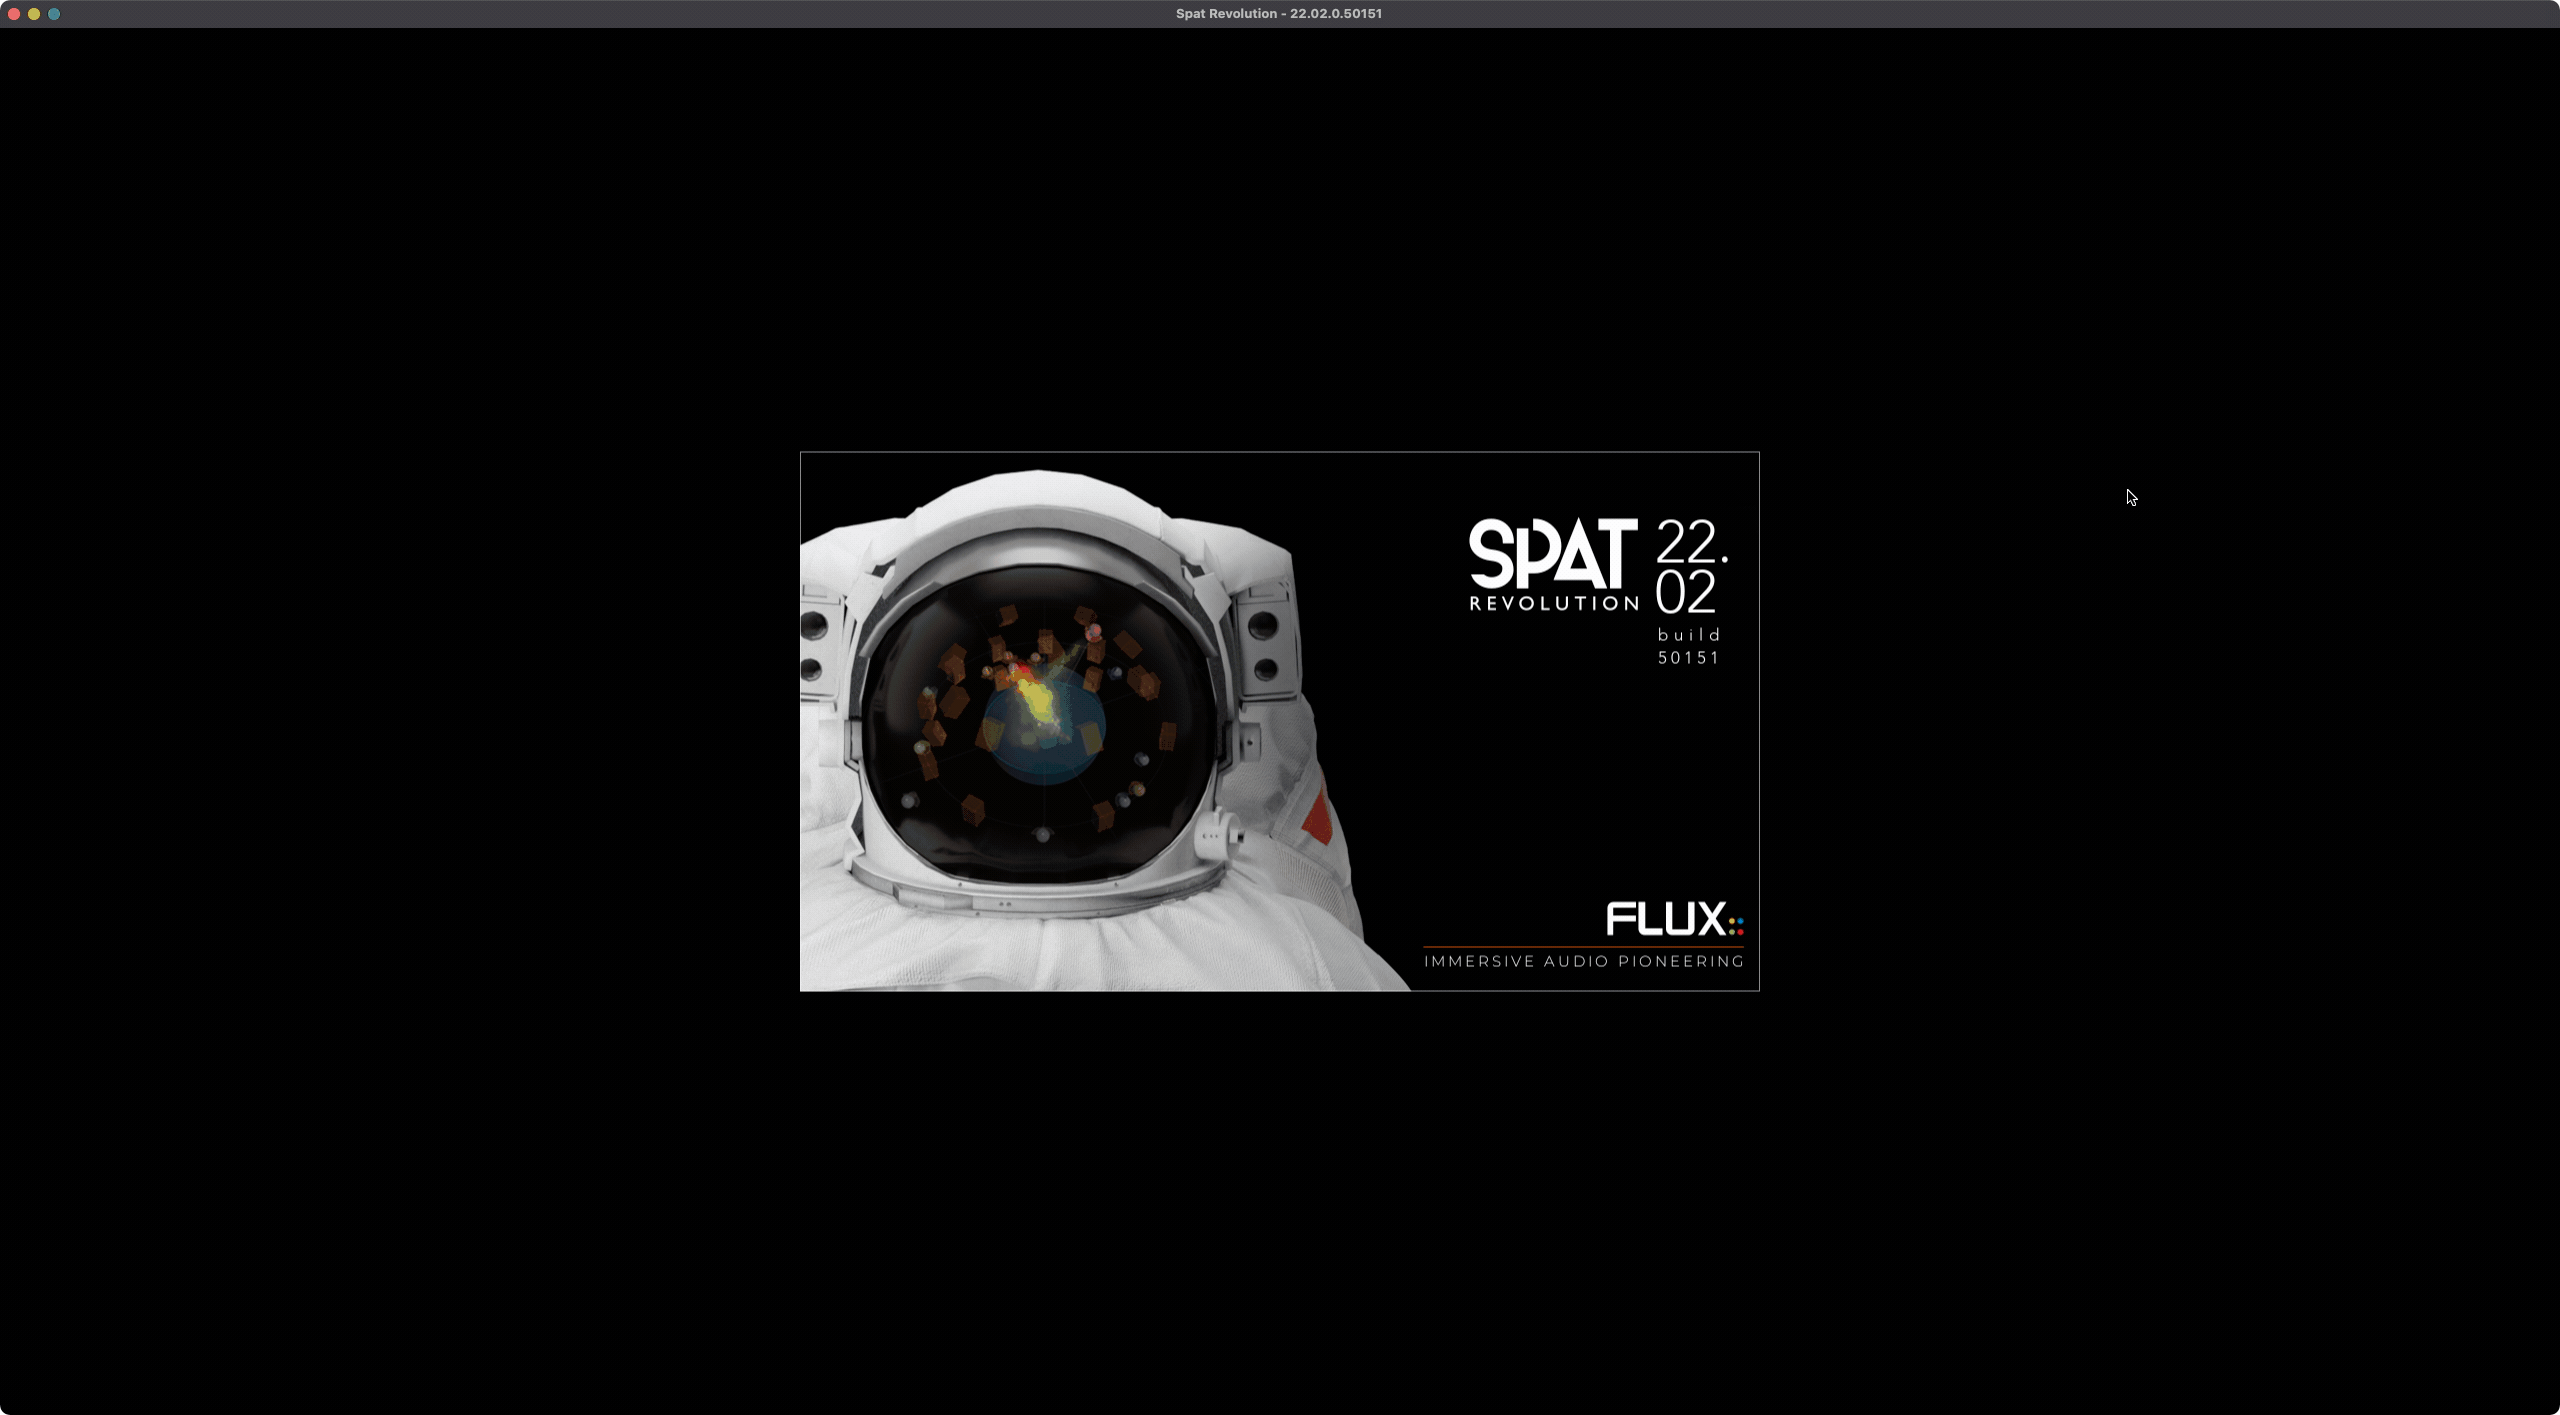 Spat Revolution - 22.02.0.50151
SPAT
REVOLUTION
22.
02
build
50151
FLUX::
IMMERSIVE AUDIO PIONEERING